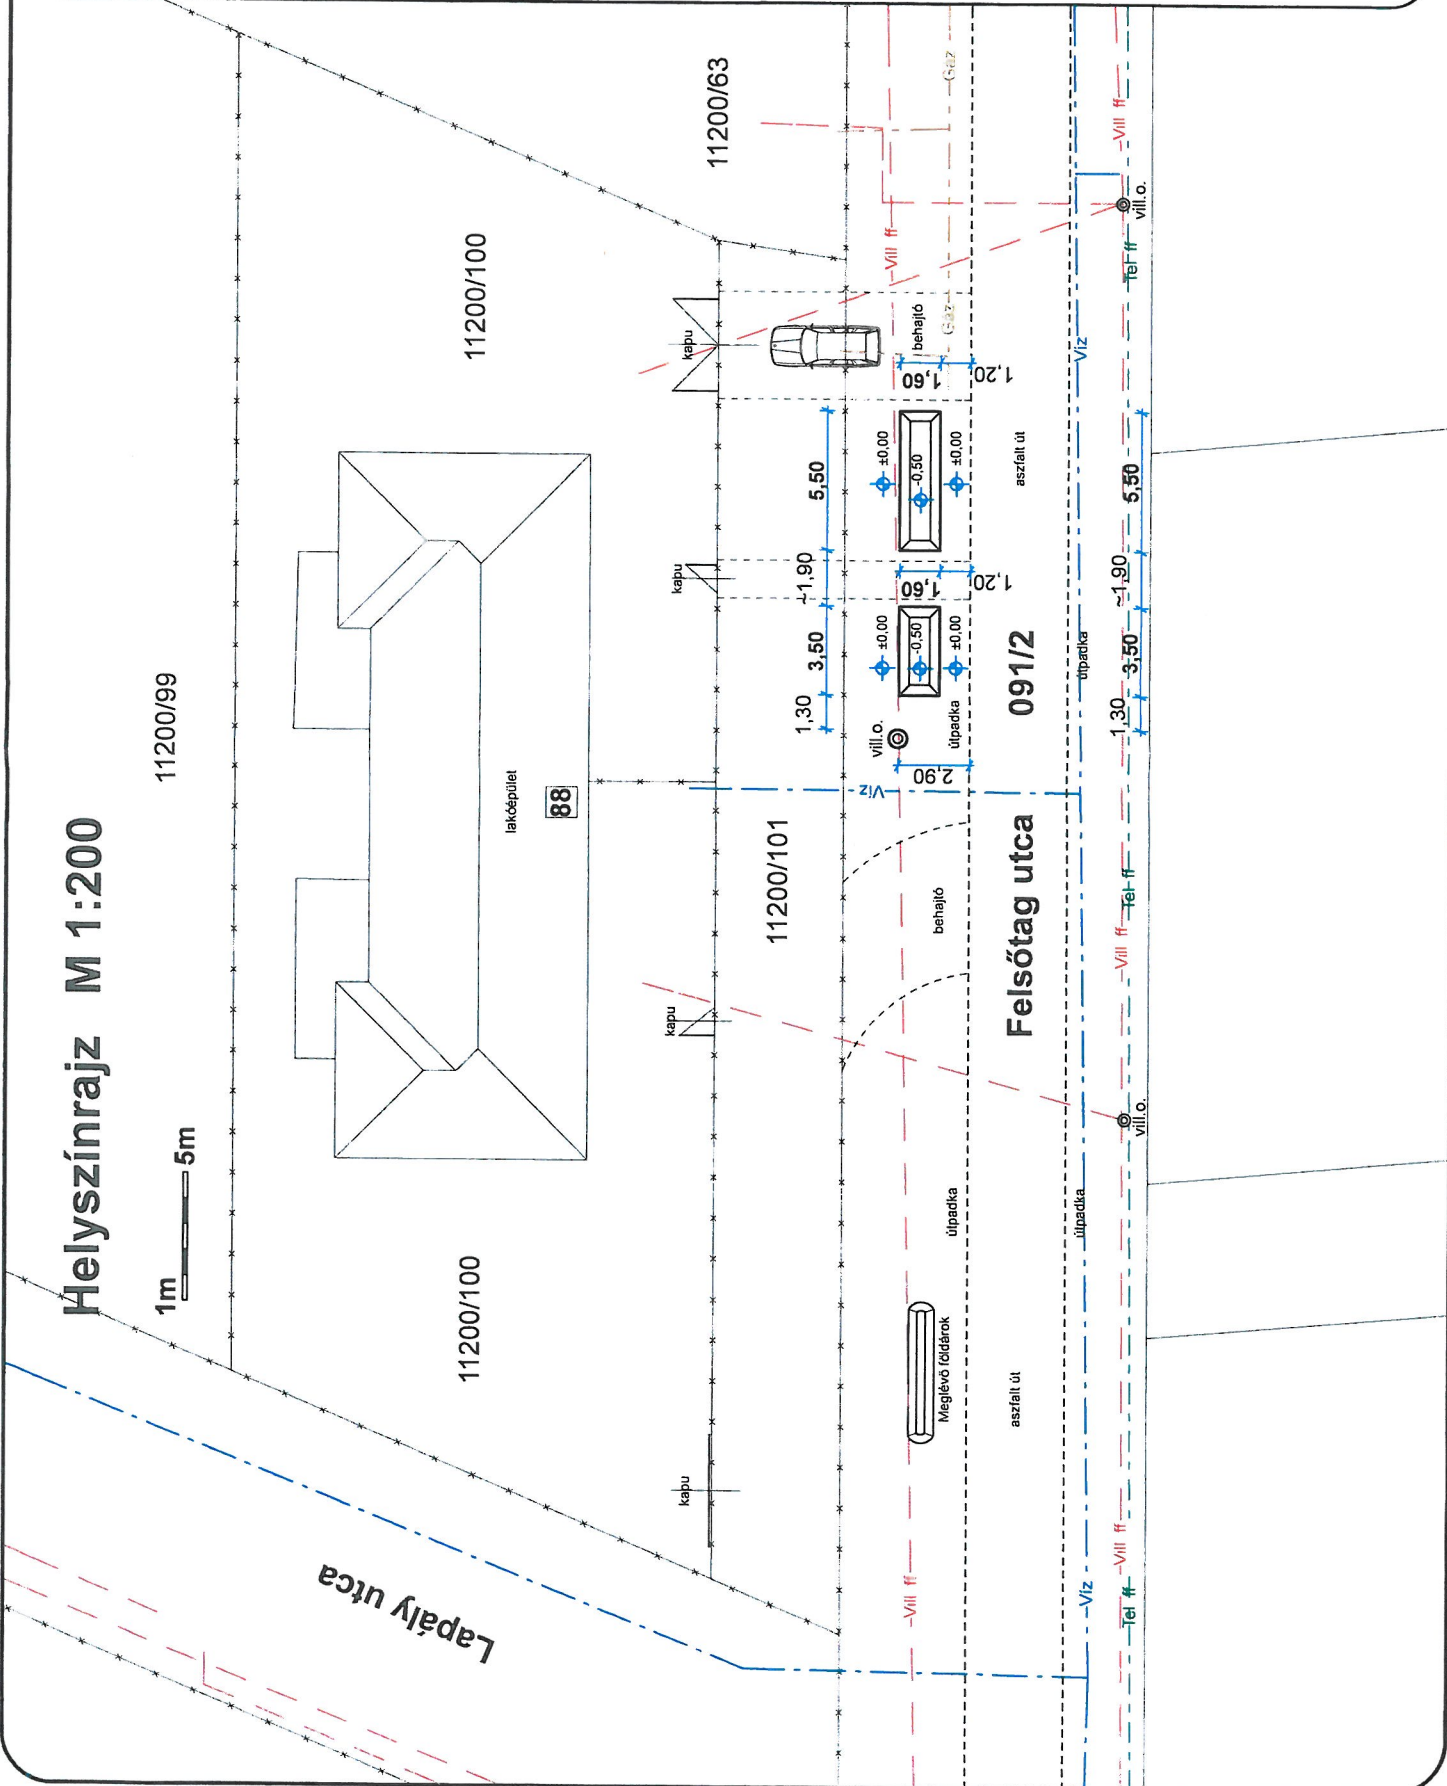 Helyszínrajz M 1:200
1m 5m
11200/99
11200/100
11200/100
11200/63
11200/101
lakóépület
88
Lapály utca
kapu
kapu
kapu
kapu
1,30 3,50 ~1,90 5,50
vill.o.
±0,00
-0,50
±0,00
±0,00
-0,50
±0,00
1,60
1,20
1,60
1,20
2,90
Víz
behajtó
behajtó
útpadka
útpadka
Vill ff
Vill ff
Gáz
Gáz
Meglévő földárok
Felsőtag utca 091/2
aszfalt út
aszfalt út
útpadka
útpadka
Víz
Víz
1,30 3,50 ~1,90 5,50
Vill ff
Vill ff
Vill ff
Tel ff
Tel ff
Tel ff
vill.o.
vill.o.